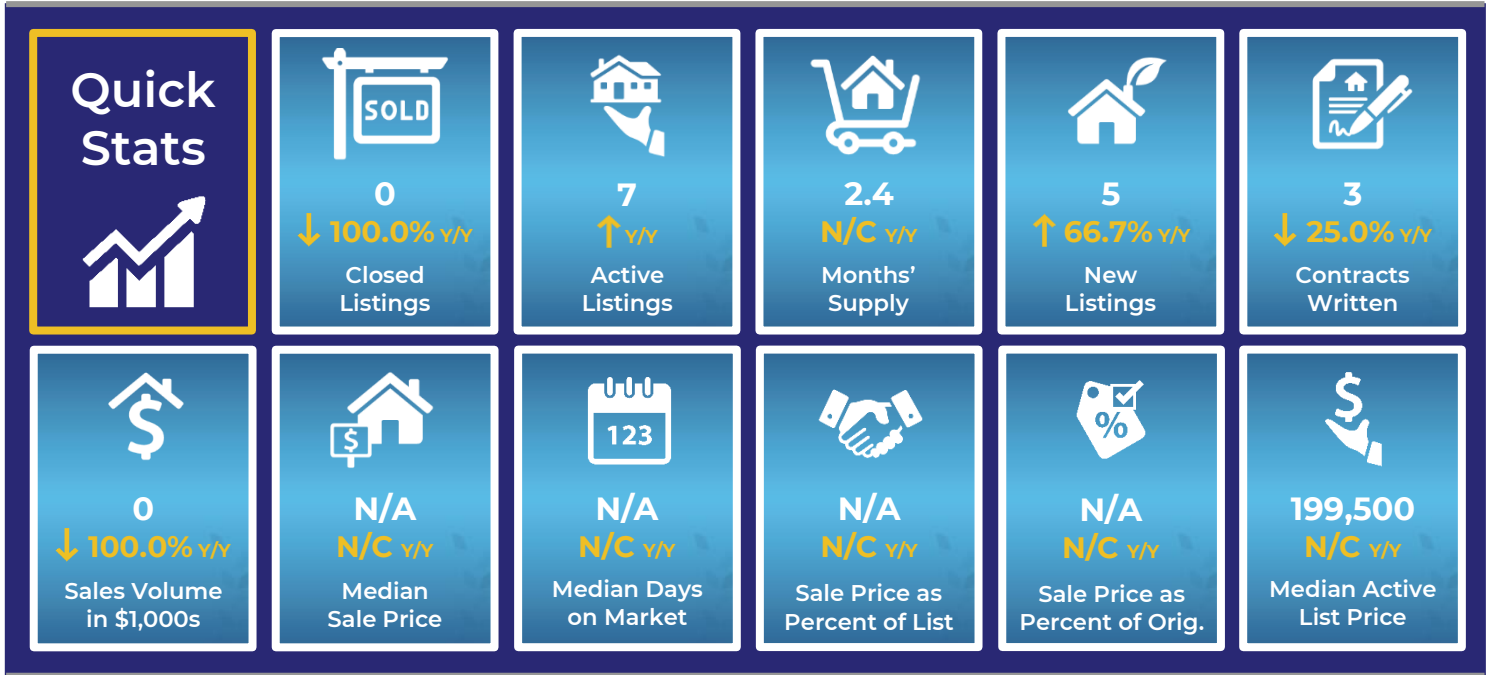 Quick
Stats
SOLD
0
↓ 100.0% Y/Y
Closed
Listings
7
↑ Y/Y
Active
Listings
2.4
N/C Y/Y
Months’
Supply
5
↑ 66.7% Y/Y
New
Listings
3
↓ 25.0% Y/Y
Contracts
Written
$
0
↓ 100.0% Y/Y
Sales Volume
in $1,000s
$
N/A
N/C Y/Y
Median
Sale Price
123
N/A
N/C Y/Y
Median Days
on Market
N/A
N/C Y/Y
Sale Price as
Percent of List
%
N/A
N/C Y/Y
Sale Price as
Percent of Orig.
$
199,500
N/C Y/Y
Median Active
List Price